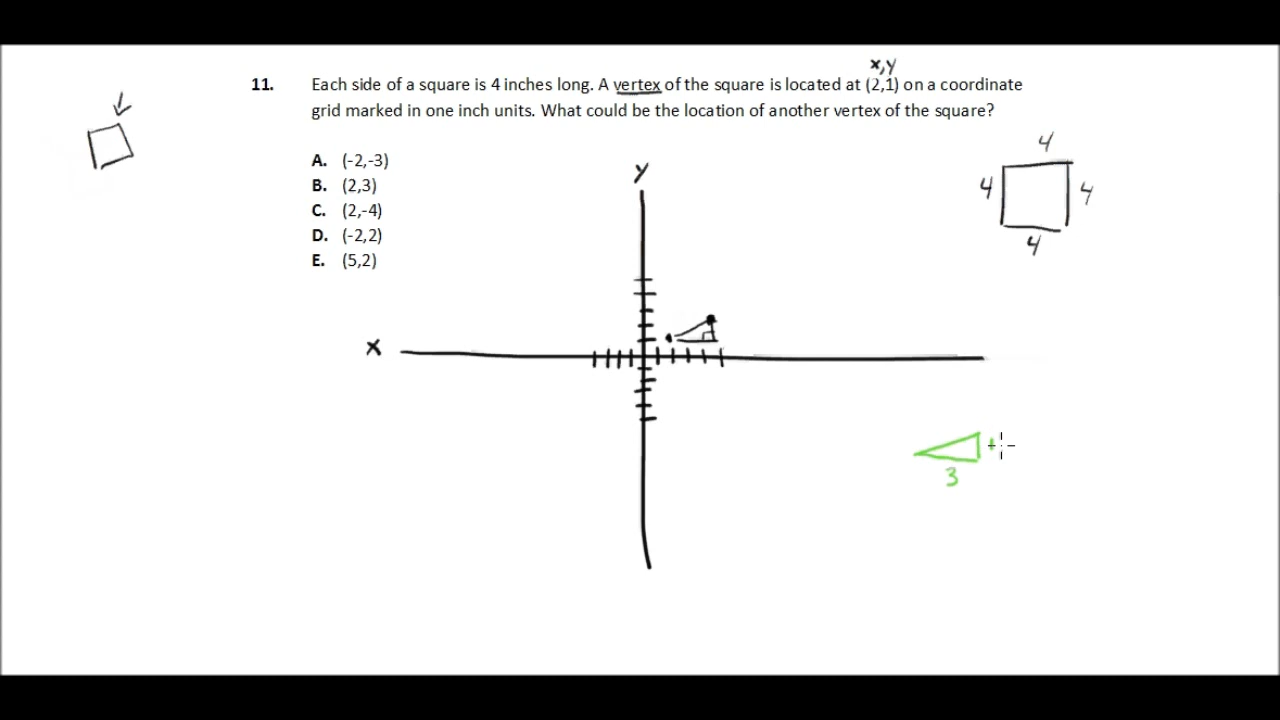 x,y
11. Each side of a square is 4 inches long. A vertex of the square is located at (2,1) on a coordinate
grid marked in one inch units. What could be the location of another vertex of the square?
4
A. (-2,-3)
B. (2,3)
C. (2,-4)
D. (-2,2)
E. (5,2)
y
4 4
4
x
3